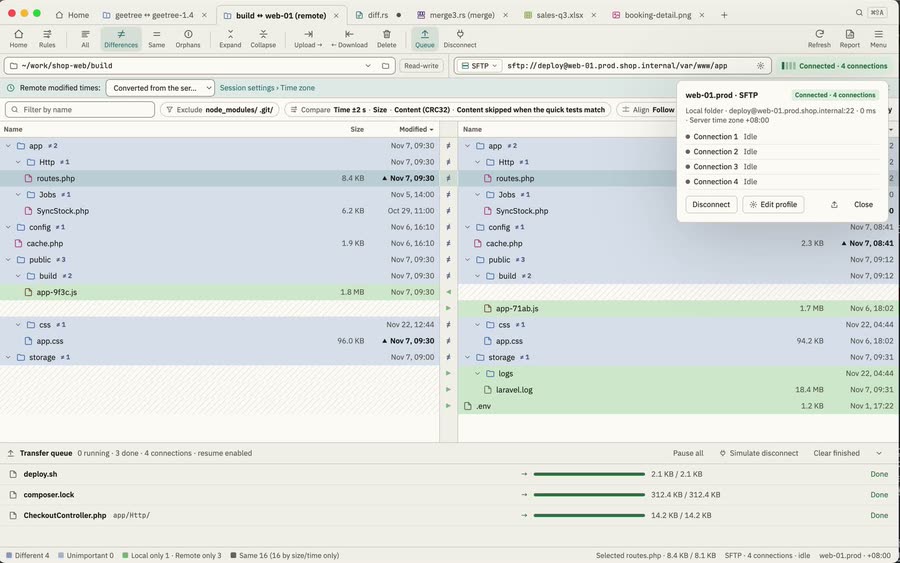 Home geetree ⇔ geetree-1.4 × build ⇔ web-01 (remote) × diff.rs ● merge3.rs (merge) × sales-q3.xlsx × booking-detail.png × + ⌘⇧A
Home Rules All Differences Same Orphans Expand Collapse Upload → ← Download Delete Queue Disconnect Refresh Report Menu
~/work/shop-web/build Read-write SFTP sftp://deploy@web-01.prod.shop.internal/var/www/app Connected · 4 connections
Remote modified times: Converted from the ser... Session settings › Time zone
Filter by name Exclude node_modules/ .git/ Compare Time ±2 s · Size · Content (CRC32) · Content skipped when the quick tests match Align Follow
web-01.prod · SFTP Connected · 4 connections
Local folder · deploy@web-01.prod.shop.internal:22 · 0 ms
· Server time zone +08:00
Connection 1 Idle
Connection 2 Idle
Connection 3 Idle
Connection 4 Idle
Disconnect Edit profile Close
Name Size Modified Name
app ≠2 Nov 7, 09:30 ≠ app ≠2
Http ≠1 Nov 7, 09:30 ≠ Http ≠1
routes.php 8.4 KB ▲ Nov 7, 09:30 ≠ routes.php
Jobs ≠1 Nov 5, 14:00 ≠ Jobs ≠1
SyncStock.php 6.2 KB Oct 29, 11:00 ≠ SyncStock.php
config ≠1 Nov 6, 16:10 ≠ config ≠1 Nov 7, 08:41
cache.php 1.9 KB Nov 6, 16:10 ≠ cache.php 2.3 KB ▲ Nov 7, 08:41
public ≠3 Nov 7, 09:30 ≠ public ≠3 Nov 7, 09:12
build ≠2 Nov 7, 09:30 ≠ build ≠2 Nov 7, 09:12
app-9f3c.js 1.8 MB Nov 7, 09:30
app-71ab.js 1.7 MB Nov 6, 18:02
css ≠1 Nov 22, 12:44 ≠ css ≠1 Nov 22, 04:44
app.css 96.0 KB ▲ Nov 7, 09:30 ≠ app.css 94.2 KB Nov 6, 18:02
storage ≠1 Nov 7, 09:00 ≠ storage ≠1 Nov 7, 09:31
logs Nov 22, 04:44
laravel.log 18.4 MB Nov 7, 09:31
.env 1.2 KB Nov 1, 17:22
Transfer queue 0 running · 3 done · 4 connections · resume enabled Pause all Simulate disconnect Clear finished
deploy.sh → 2.1 KB / 2.1 KB Done
composer.lock → 312.4 KB / 312.4 KB Done
CheckoutController.php app/Http/ → 14.2 KB / 14.2 KB Done
Different 4 Unimportant 0 Local only 1 · Remote only 3 Same 16 (16 by size/time only) Selected routes.php · 8.4 KB / 8.1 KB SFTP · 4 connections · idle web-01.prod · +08:00